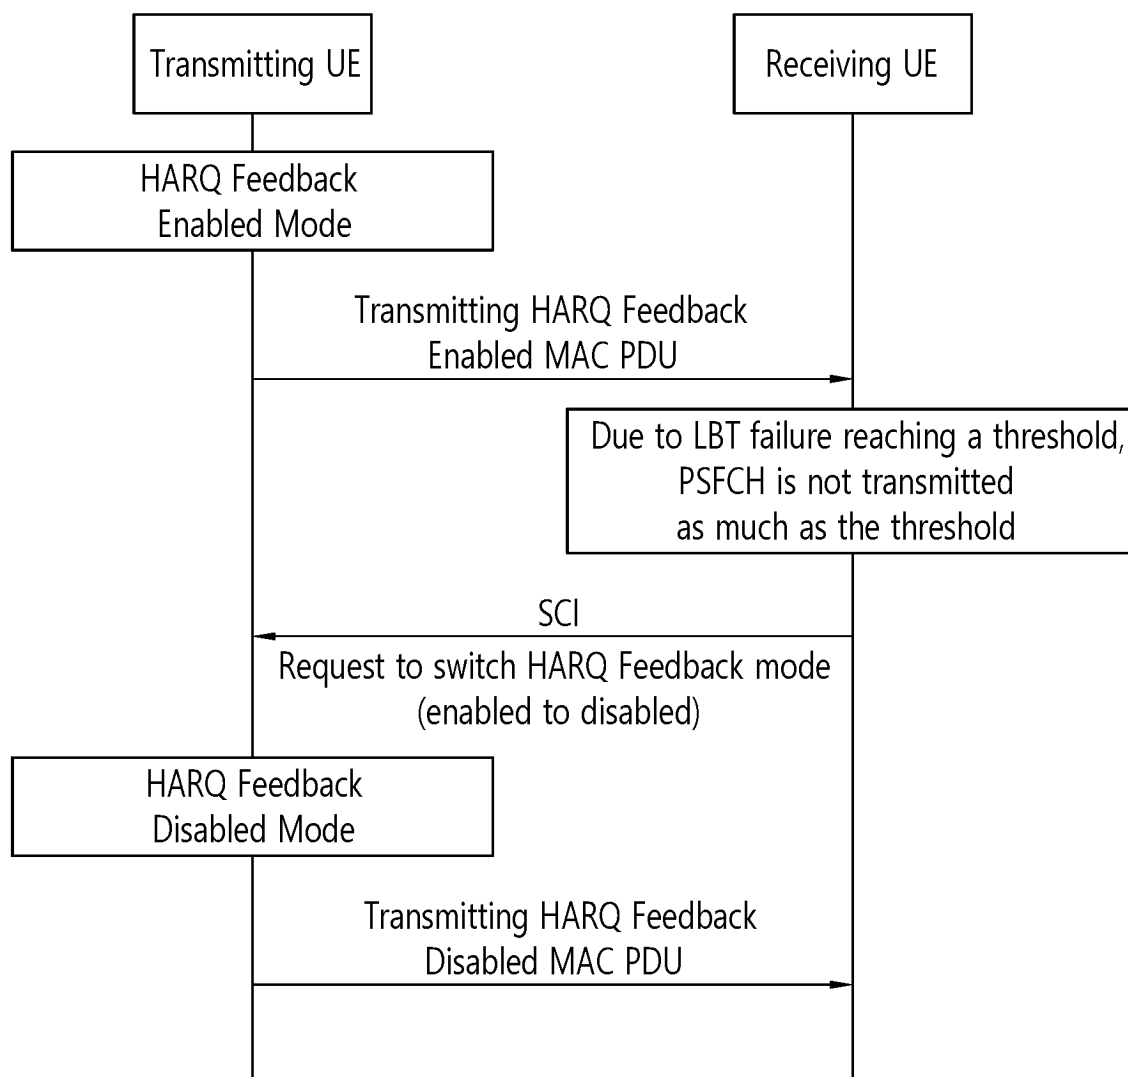 Transmitting UE
Receiving UE
HARQ Feedback
Enabled Mode
Transmitting HARQ Feedback
Enabled MAC PDU
Due to LBT failure reaching a threshold,
PSFCH is not transmitted
as much as the threshold
SCI
Request to switch HARQ Feedback mode
(enabled to disabled)
HARQ Feedback
Disabled Mode
Transmitting HARQ Feedback
Disabled MAC PDU